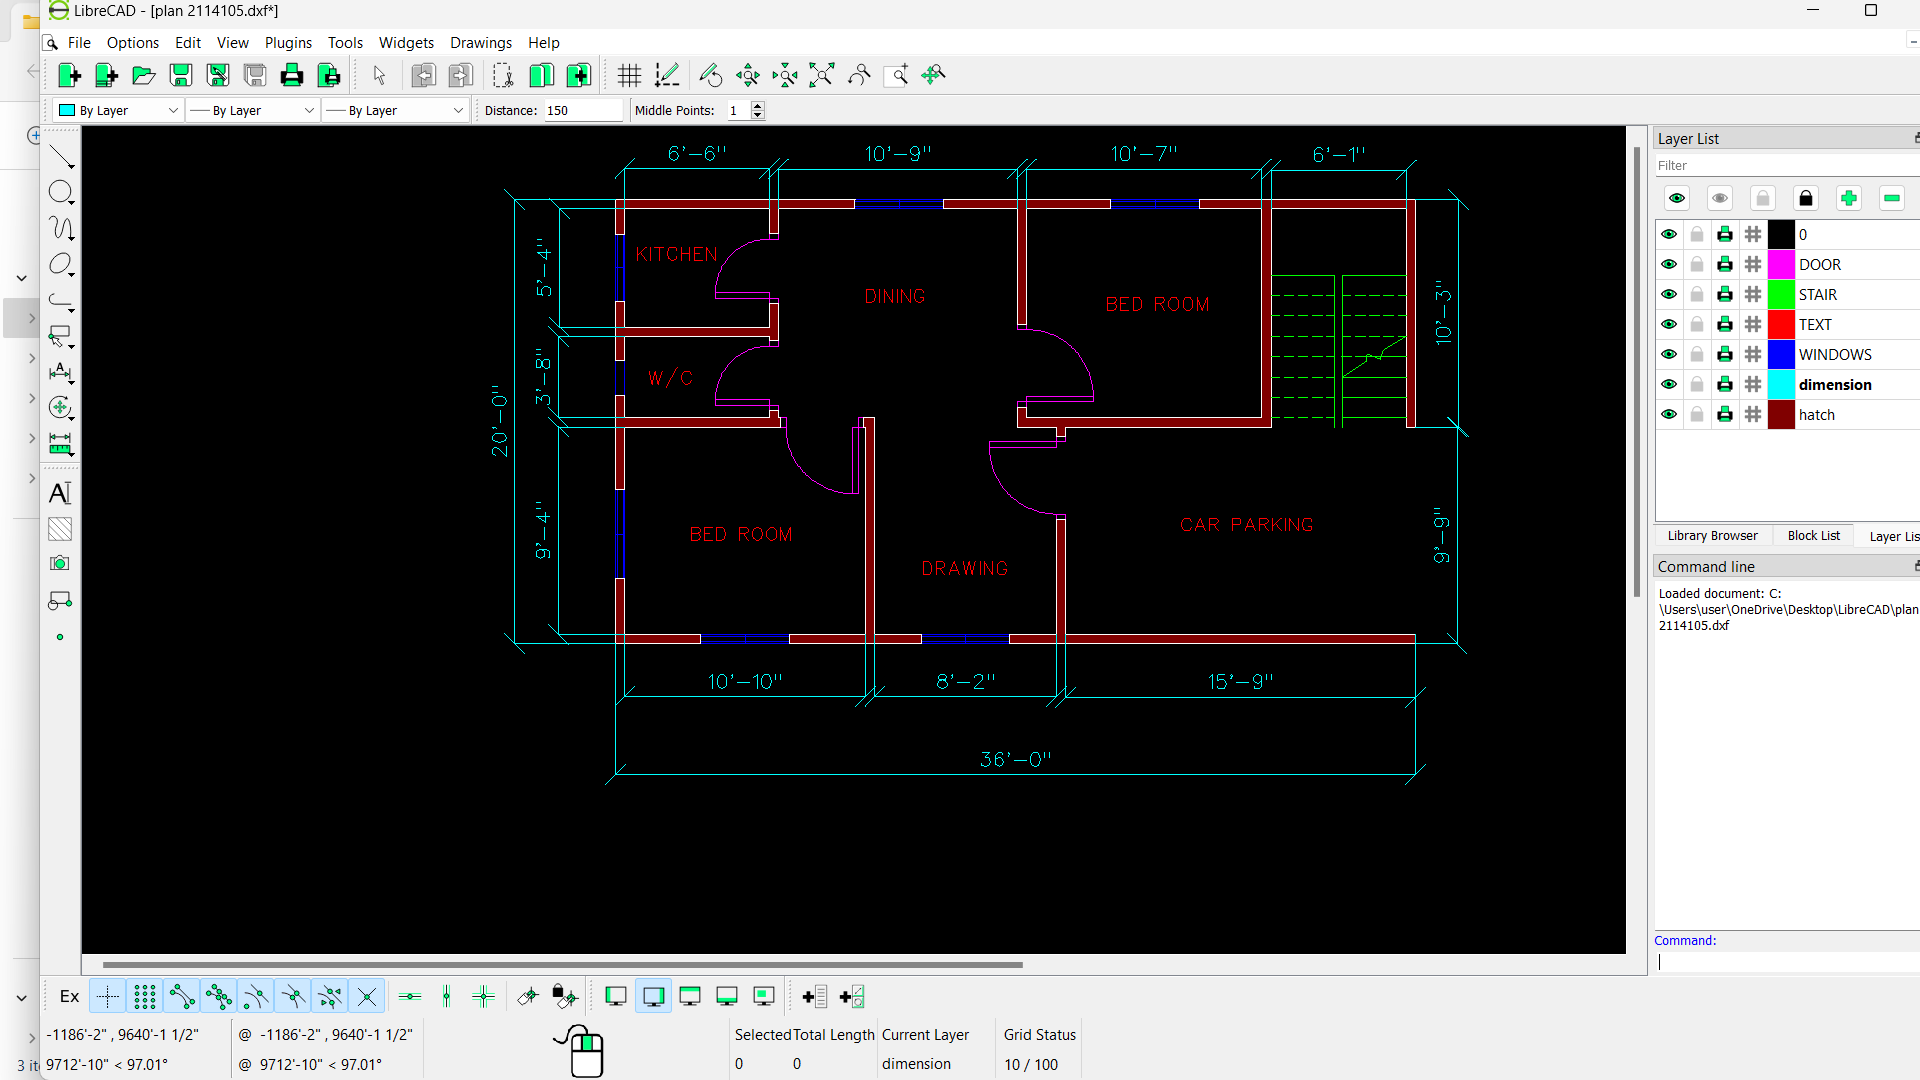 LibreCAD - [plan 2114105.dxf*]
File Options Edit View Plugins Tools Widgets Drawings Help
By Layer By Layer By Layer Distance: 150 Middle Points: 1
6'-6" 10'-9" 10'-7" 6'-1"
KITCHEN
DINING
BED ROOM
W/C
5'-4"
3'-8"
20'-0"
9'-4"
10'-3"
9'-9"
BED ROOM
CAR PARKING
DRAWING
10'-10" 8'-2" 15'-9"
36'-0"
Layer List
Filter
0
DOOR
STAIR
TEXT
WINDOWS
dimension
hatch
Library Browser Block List Layer Lis
Command line
Loaded document: C:
\Users\user\OneDrive\Desktop\LibreCAD\plan
2114105.dxf
Command:
Ex
-1186'-2" , 9640'-1 1/2" @ -1186'-2" , 9640'-1 1/2" Selected Total Length Current Layer Grid Status
3 it 9712'-10" < 97.01° @ 9712'-10" < 97.01° 0 0 dimension 10 / 100